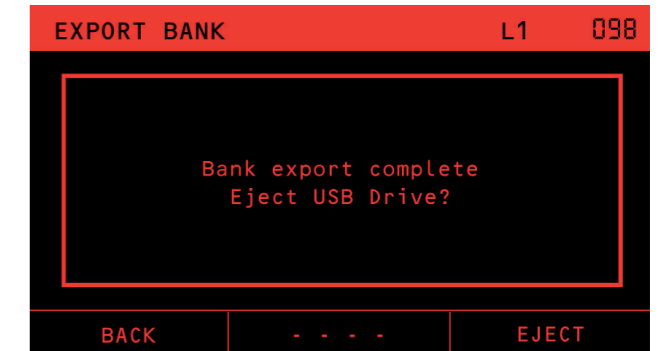 EXPORT BANK L1 098
Bank export complete
Eject USB Drive?
BACK - - - - EJECT